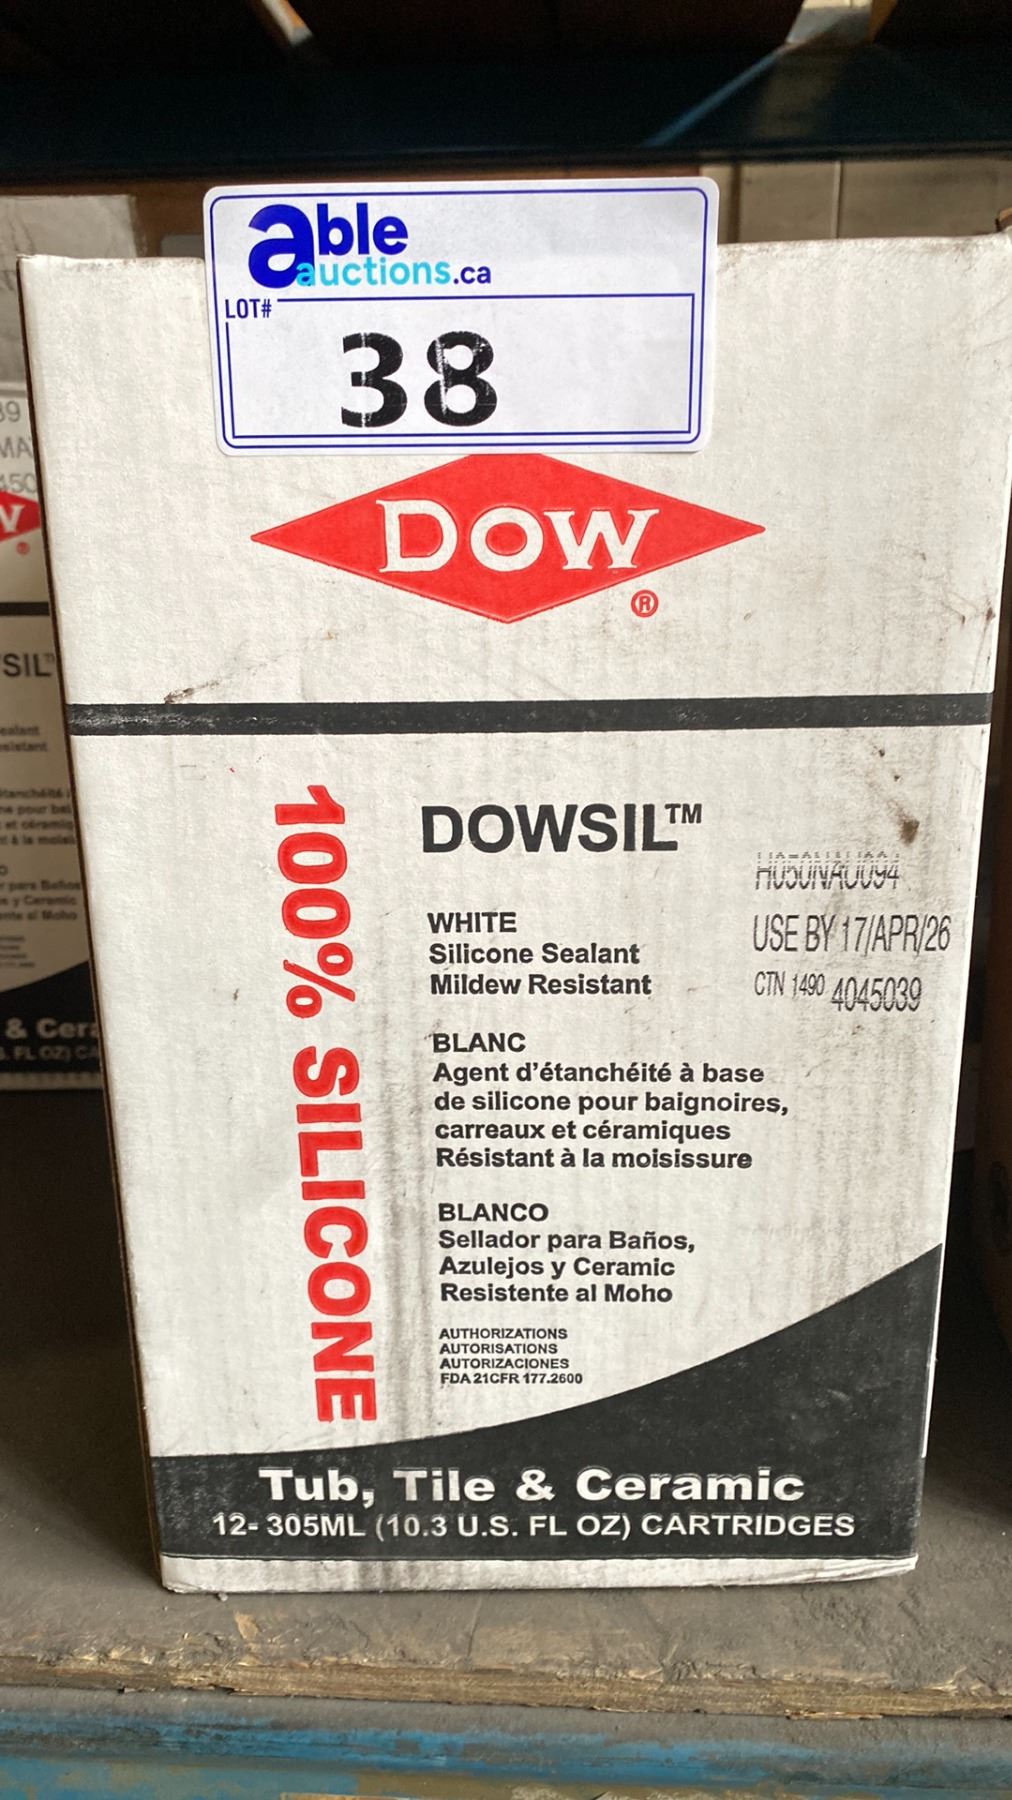 able
auctions.ca
LOT#
38
DOW
®
100% SILICONE
DOWSIL™
H050NAU094
USE BY 17/APR/26
CTN 1490 4045039
WHITE
Silicone Sealant
Mildew Resistant
BLANC
Agent d'étanchéité à base
de silicone pour baignoires,
carreaux et céramiques
Résistant à la moisissure
BLANCO
Sellador para Baños,
Azulejos y Ceramic
Resistente al Moho
AUTHORIZATIONS
AUTORISATIONS
AUTORIZACIONES
FDA 21CFR 177.2600
Tub, Tile & Ceramic
12- 305ML (10.3 U.S. FL OZ) CARTRIDGES